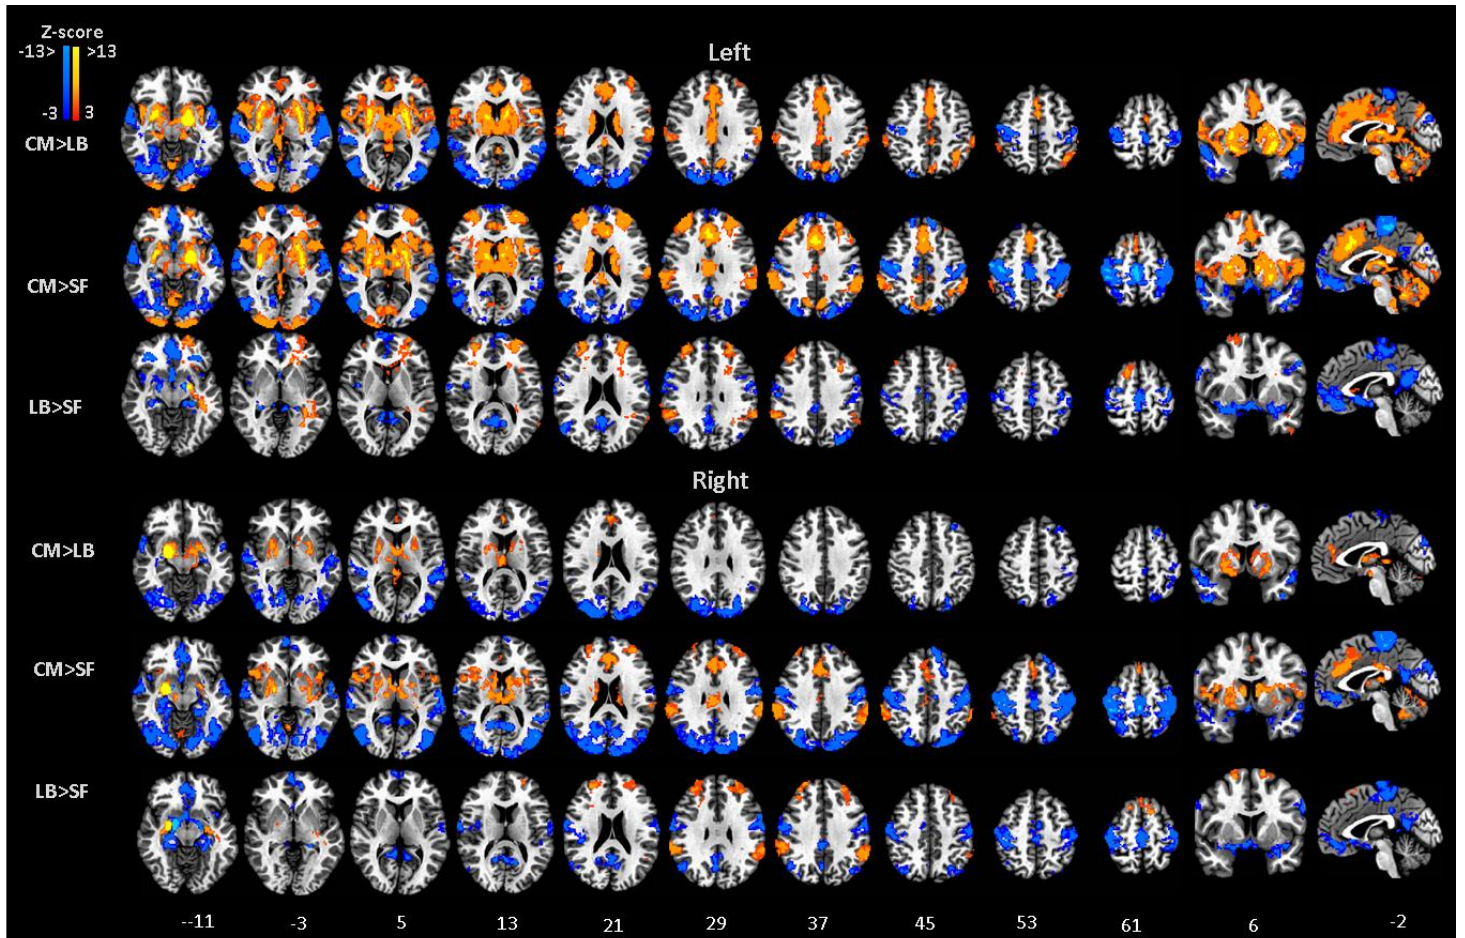 Z-score
-13> >13
-3 3
Left
CM>LB
CM>SF
LB>SF
Right
CM>LB
CM>SF
LB>SF
--11 -3 5 13 21 29 37 45 53 61 6 -2